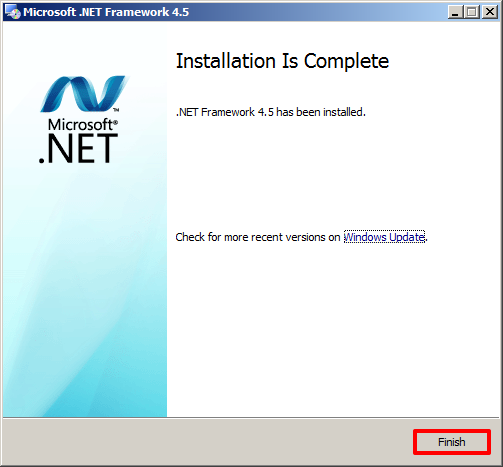 Microsoft .NET Framework 4.5
Installation Is Complete
.NET Framework 4.5 has been installed.
Microsoft®
.NET
™
Check for more recent versions on Windows Update.
Finish